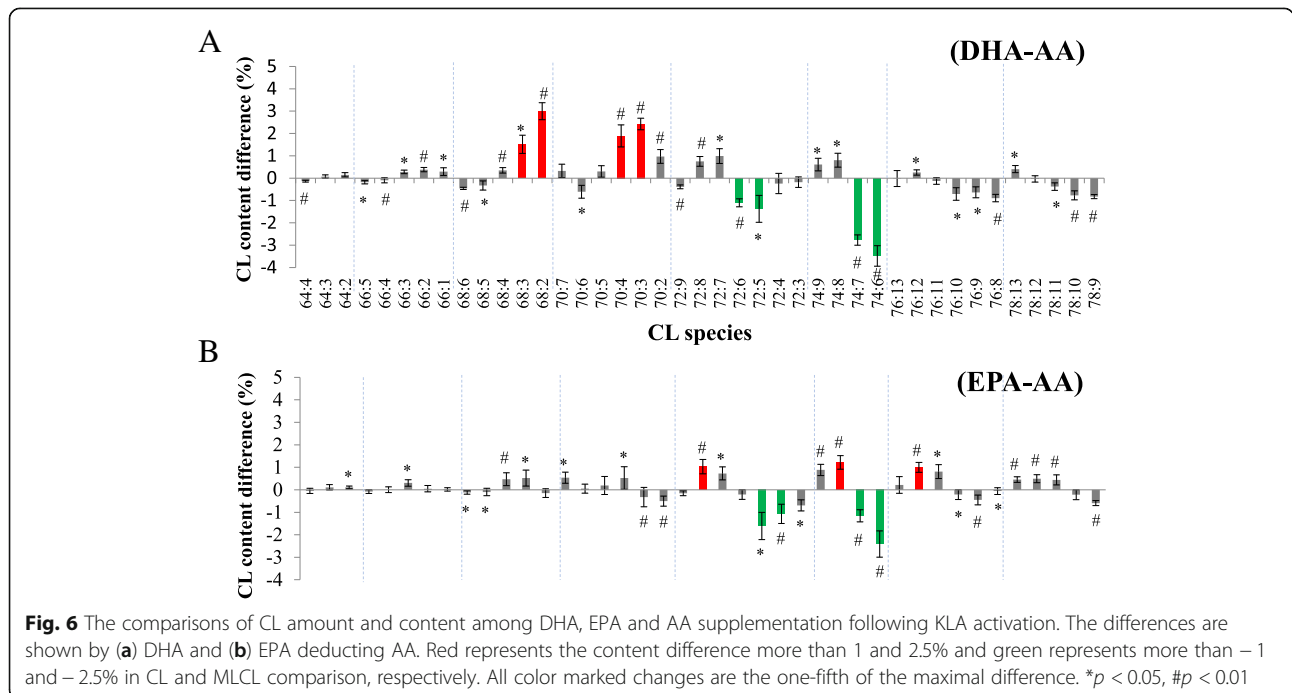 A
(DHA-AA)
CL content difference (%)
5
4
3
2
1
0
-1
-2
-3
-4
# * * * # * # * # * # * # # # # # * # * * * # # * * * # * * # #
64:4 64:3 64:2 66:5 66:4 66:3 66:2 66:1 68:6 68:5 68:4 68:3 68:2 70:7 70:6 70:5 70:4 70:3 70:2 72:9 72:8 72:7 72:6 72:5 72:4 72:3 74:9 74:8 74:7 74:6 76:13 76:12 76:11 76:10 76:9 76:8 78:13 78:12 78:11 78:10 78:9
CL species
B
(EPA-AA)
CL content difference (%)
5
4
3
2
1
0
-1
-2
-3
-4
* * * * # * * * # # # * * # * # # # # # * * # * # # # #
Fig. 6 The comparisons of CL amount and content among DHA, EPA and AA supplementation following KLA activation. The differences are
shown by (a) DHA and (b) EPA deducting AA. Red represents the content difference more than 1 and 2.5% and green represents more than − 1
and − 2.5% in CL and MLCL comparison, respectively. All color marked changes are the one-fifth of the maximal difference. *p < 0.05, #p < 0.01